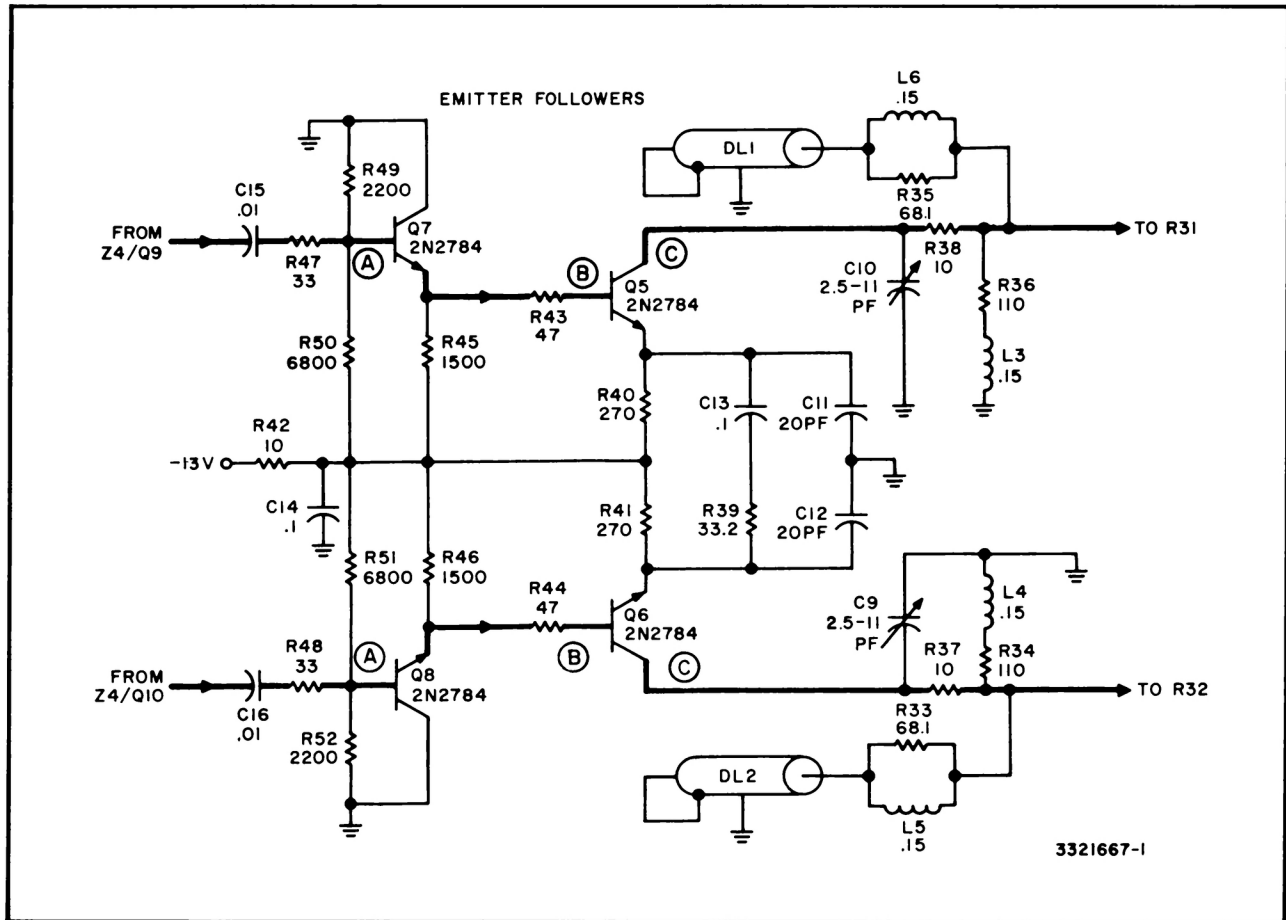 EMITTER FOLLOWERS
L6
.15
DL1
R35
68.1
R49
2200
C15
.01
FROM
Z4/Q9
R47
33
A
Q7
2N2784
B
C
Q5
2N2784
R43
47
C10
2.5-11
PF
R38
10
TO R31
R36
110
L3
.15
R50
6800
R45
1500
R40
270
C13
.1
C11
20PF
R42
10
-13V
C14
.1
R41
270
R39
33.2
C12
20PF
R51
6800
R46
1500
R44
47
Q6
2N2784
B
C
C9
2.5-11
PF
L4
.15
R37
10
R34
110
FROM
Z4/Q10
R48
33
A
Q8
2N2784
C16
.01
R52
2200
TO R32
R33
68.1
DL2
L5
.15
3321667-1